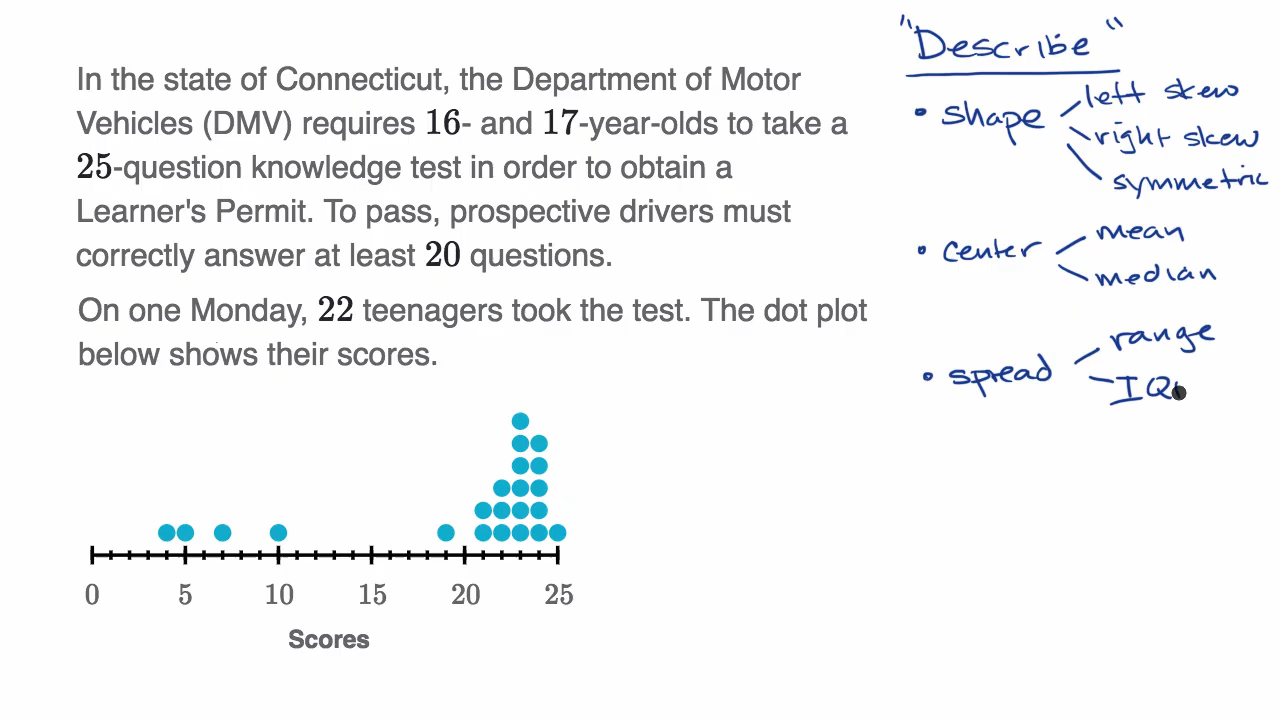 In the state of Connecticut, the Department of Motor
Vehicles (DMV) requires 16- and 17-year-olds to take a
25-question knowledge test in order to obtain a
Learner's Permit. To pass, prospective drivers must
correctly answer at least 20 questions.
On one Monday, 22 teenagers took the test. The dot plot
below shows their scores.
0 5 10 15 20 25
Scores
"Describe"
• shape
left skew
right skew
symmetric
• center
mean
median
• spread
range
IQ